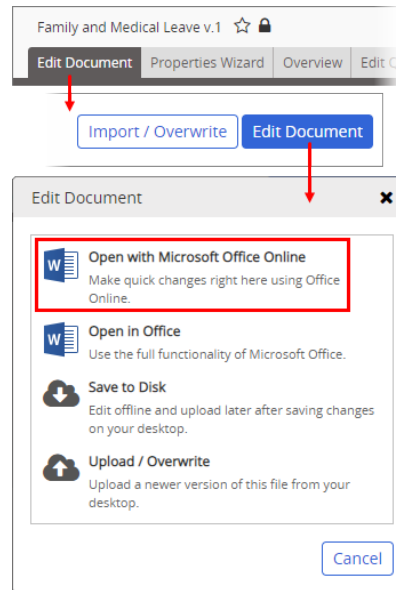 Family and Medical Leave v.1
Edit Document Properties Wizard Overview Edit
Import / Overwrite Edit Document
Edit Document
Open with Microsoft Office Online
Make quick changes right here using Office
Online.
Open in Office
Use the full functionality of Microsoft Office.
Save to Disk
Edit offline and upload later after saving changes
on your desktop.
Upload / Overwrite
Upload a newer version of this file from your
desktop.
Cancel